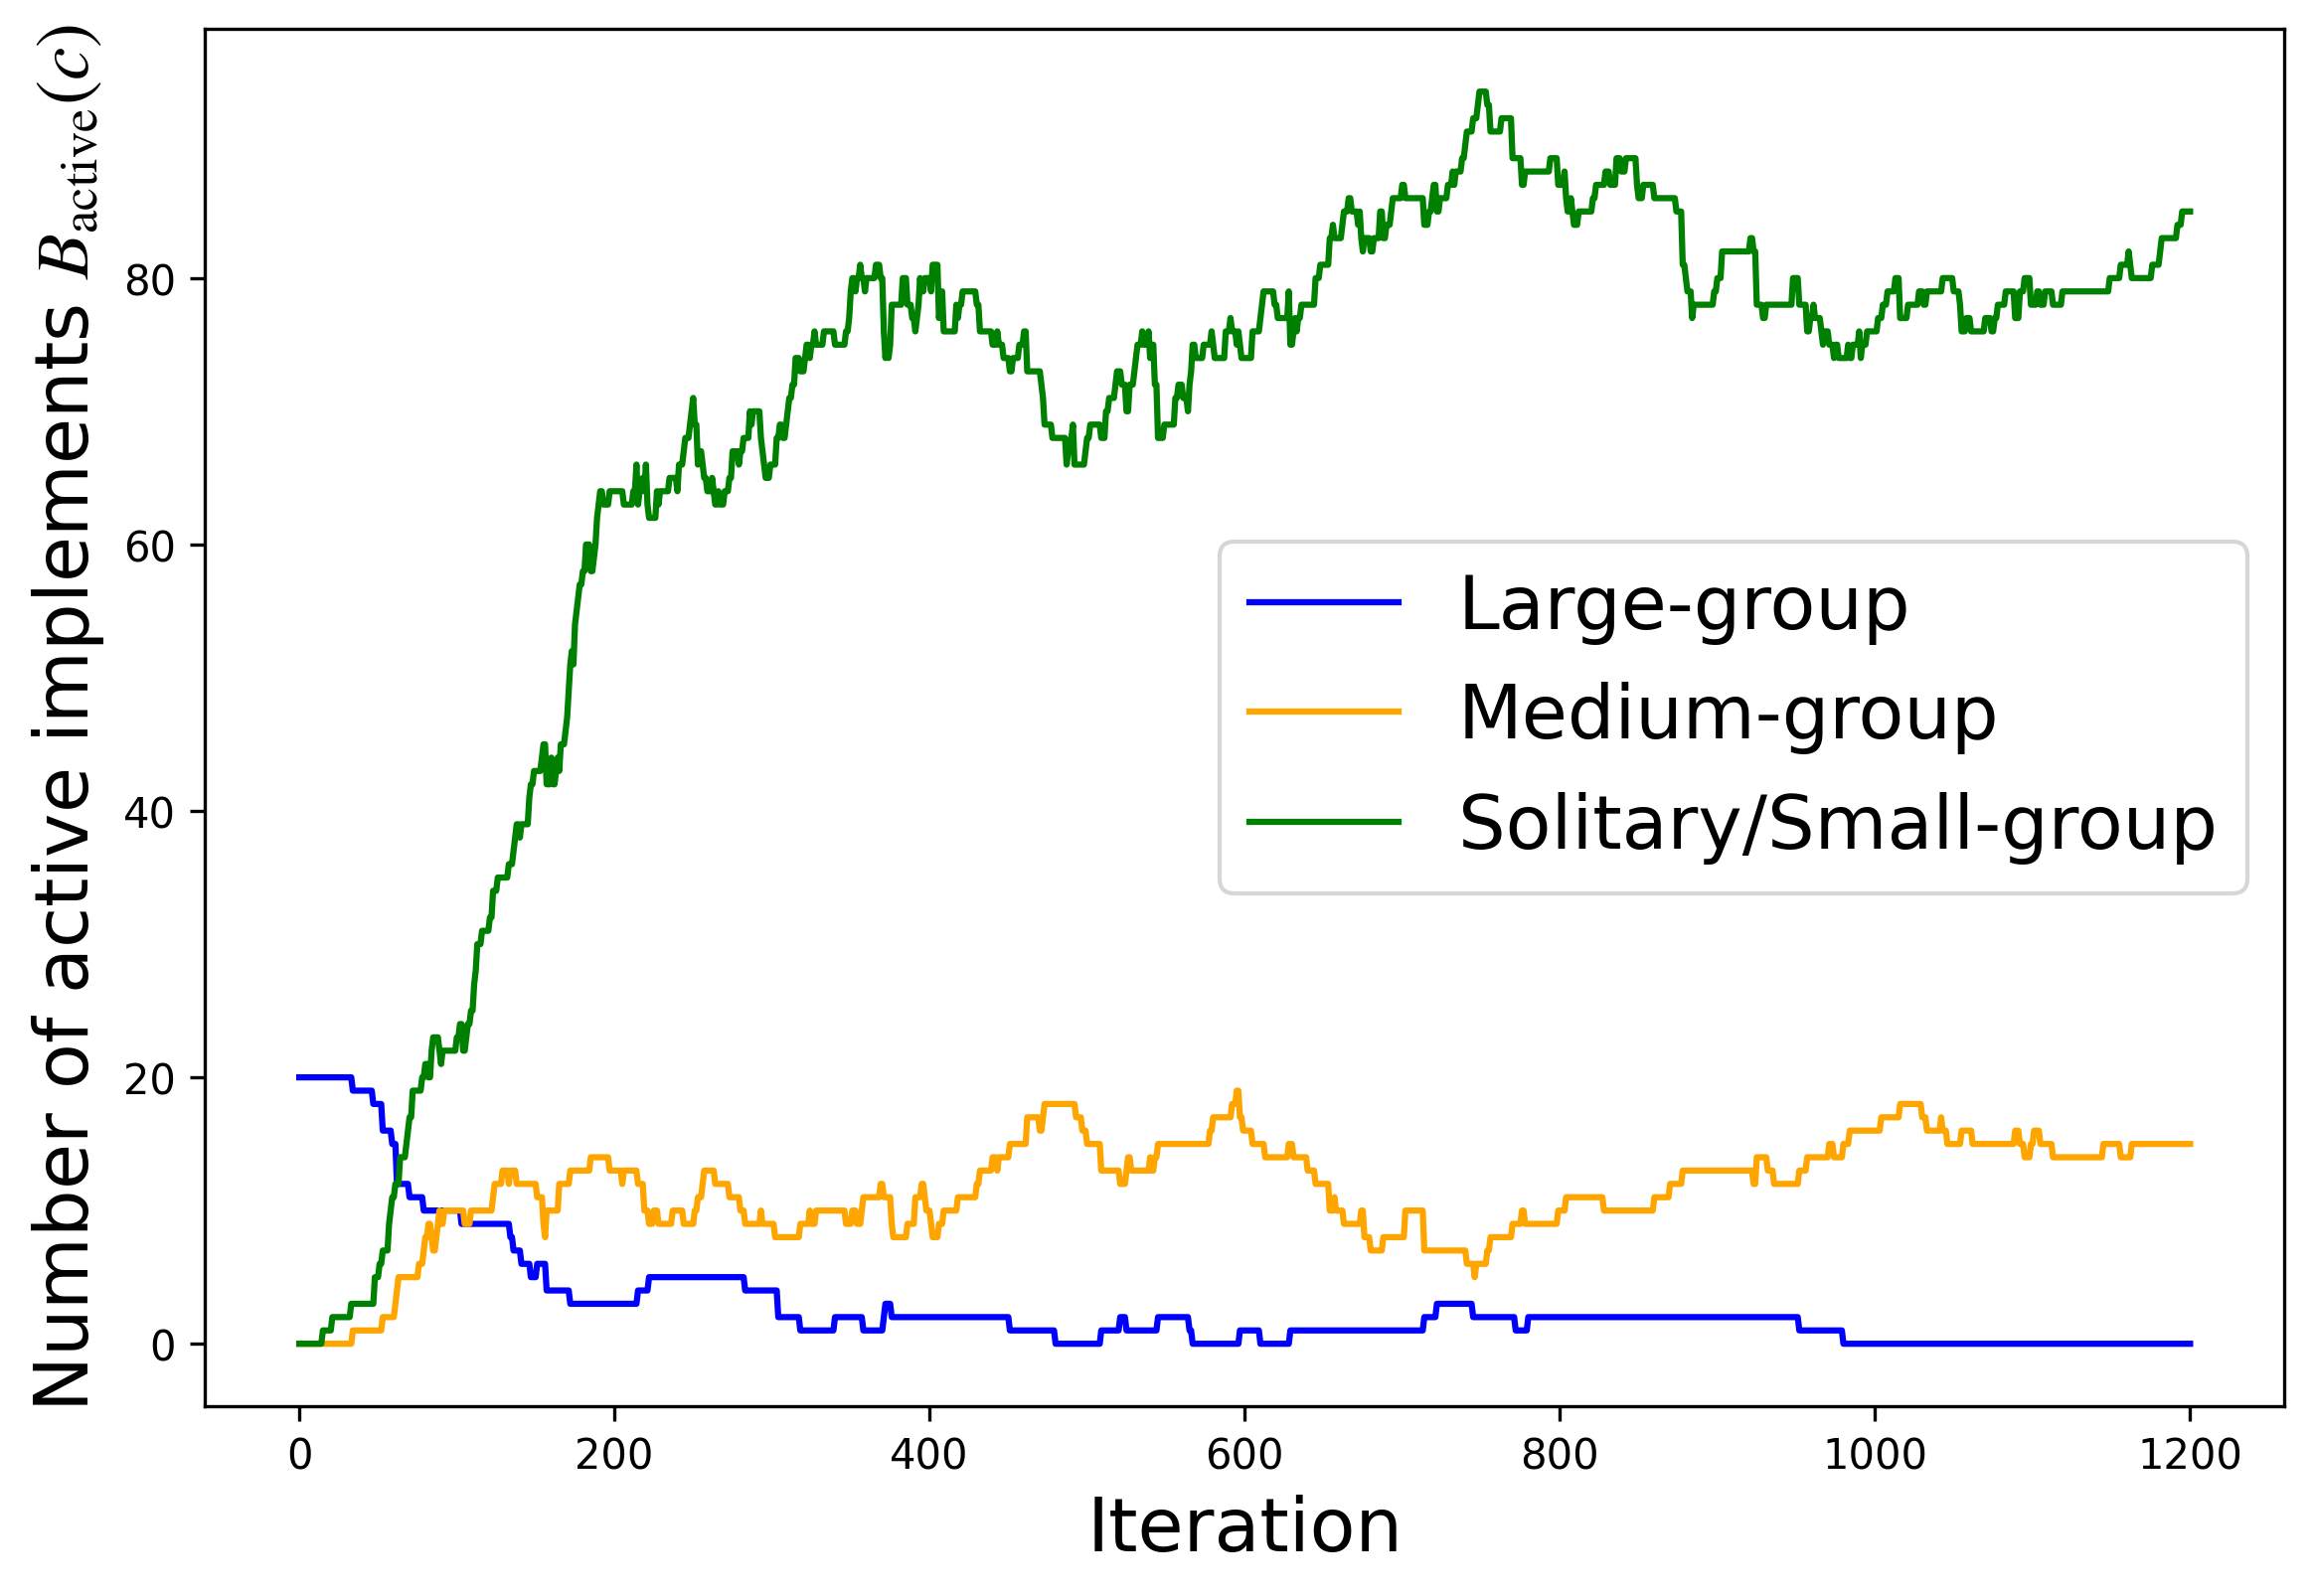 Number of active implements B_active(c)
80
60
40
20
0
Large-group
Medium-group
Solitary/Small-group
0 200 400 600 800 1000 1200
Iteration